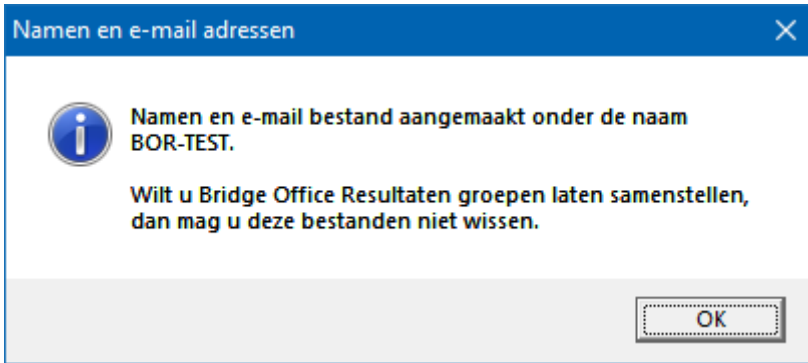 Namen en e-mail adressen
Namen en e-mail bestand aangemaakt onder de naam
BOR-TEST.
Wilt u Bridge Office Resultaten groepen laten samenstellen,
dan mag u deze bestanden niet wissen.
OK